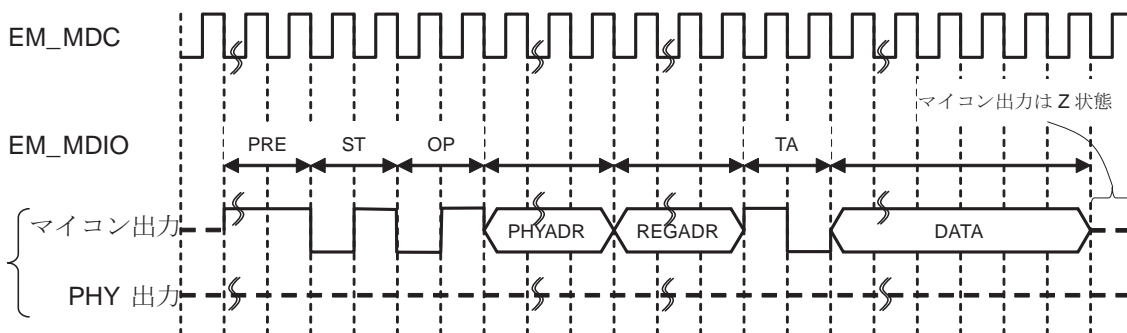 EM_MDC
マイコン出力は Z 状態
EM_MDIO
PRE
ST
OP
TA
マイコン出力
PHYADR
REGADR
DATA
PHY 出力